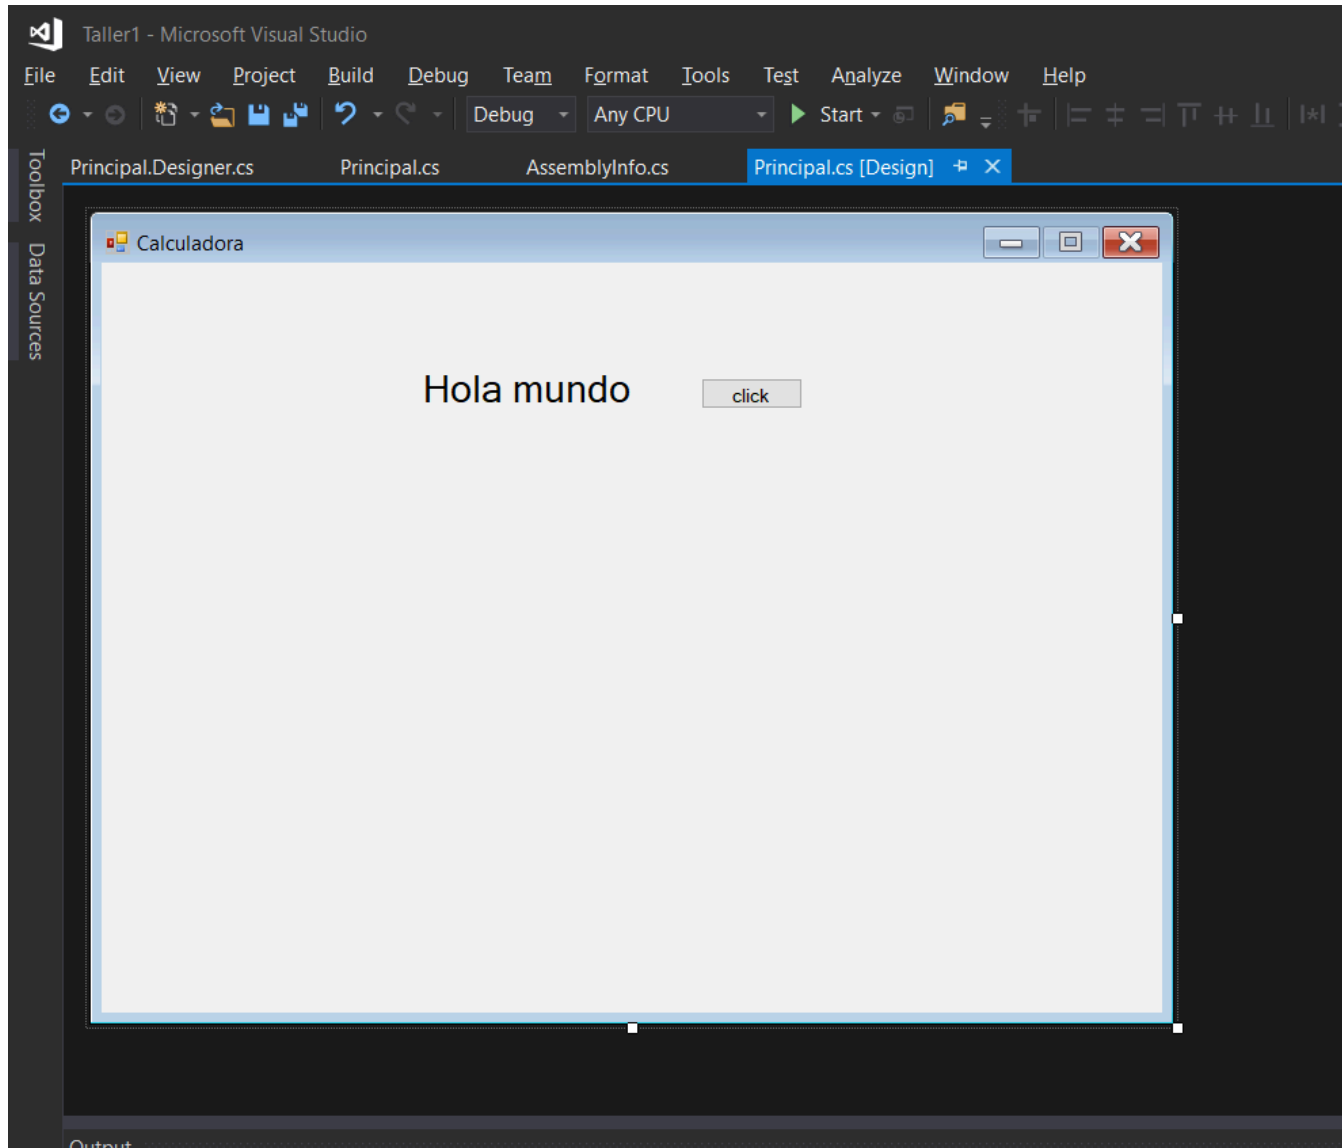 Taller1 - Microsoft Visual Studio
File Edit View Project Build Debug Team Format Tools Test Analyze Window Help
Debug Any CPU Start
Toolbox
Data Sources
Principal.Designer.cs Principal.cs AssemblyInfo.cs Principal.cs [Design]
Calculadora
Hola mundo click
Output